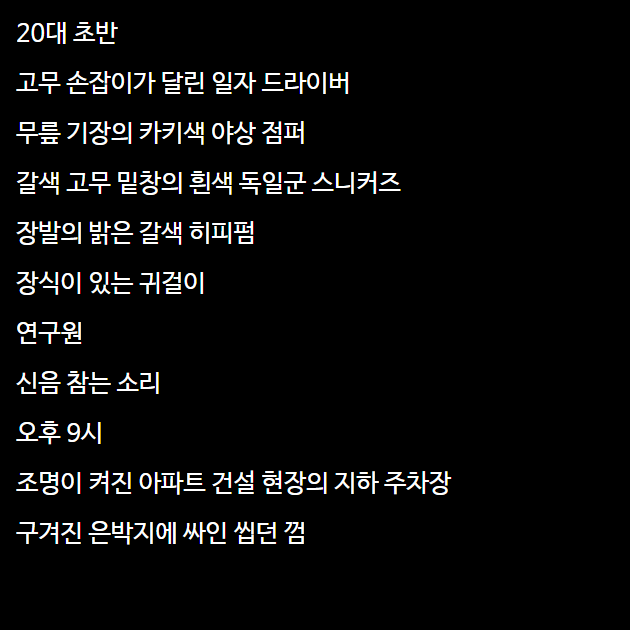 20대 초반
고무 손잡이가 달린 일자 드라이버
무릎 기장의 카키색 야상 점퍼
갈색 고무 밑창의 흰색 독일군 스니커즈
장발의 밝은 갈색 히피펌
장식이 있는 귀걸이
연구원
신음 참는 소리
오후 9시
조명이 켜진 아파트 건설 현장의 지하 주차장
구겨진 은박지에 싸인 씹던 껌